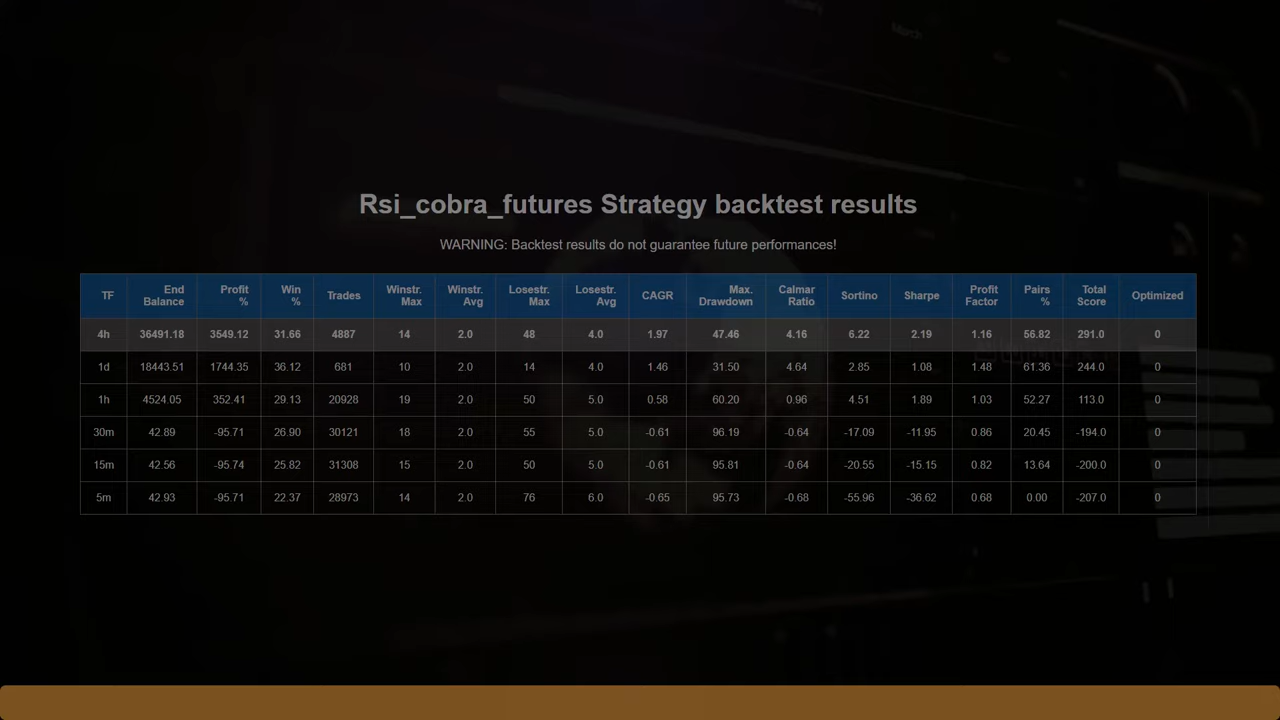 March
Rsi_cobra_futures Strategy backtest results
WARNING: Backtest results do not guarantee future performances!
TF End Balance Profit % Win % Trades Winstr. Max Winstr. Avg Losestr. Max Losestr. Avg CAGR Max. Drawdown Calmar Ratio Sortino Sharpe Profit Factor Pairs % Total Score Optimized
4h 36491.18 3549.12 31.66 4887 14 2.0 48 4.0 1.97 47.46 4.16 6.22 2.19 1.16 56.82 291.0 0
1d 18443.51 1744.35 36.12 681 10 2.0 14 4.0 1.46 31.50 4.64 2.85 1.08 1.48 61.36 244.0 0
1h 4524.05 352.41 29.13 20928 19 2.0 50 5.0 0.58 60.20 0.96 4.51 1.89 1.03 52.27 113.0 0
30m 42.89 -95.71 26.90 30121 18 2.0 55 5.0 -0.61 96.19 -0.64 -17.09 -11.95 0.86 20.45 -194.0 0
15m 42.56 -95.74 25.82 31308 15 2.0 50 5.0 -0.61 95.81 -0.64 -20.55 -15.15 0.82 13.64 -200.0 0
5m 42.93 -95.71 22.37 28973 14 2.0 76 6.0 -0.65 95.73 -0.68 -55.96 -36.62 0.68 0.00 -207.0 0